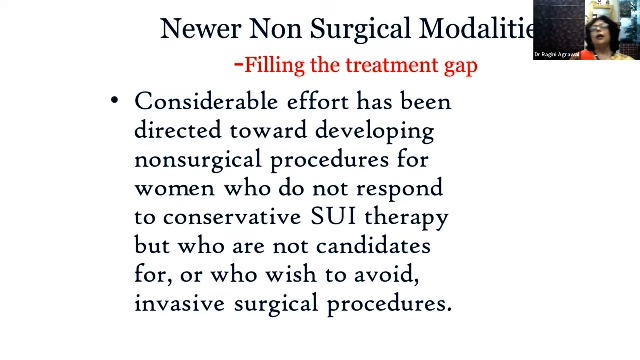 Newer Non Surgical Modalitie
-Filling the treatment gap
• Considerable effort has been
directed toward developing
nonsurgical procedures for
women who do not respond
to conservative SUI therapy
but who are not candidates
for, or who wish to avoid,
invasive surgical procedures.
Dr Ragini Agrawal